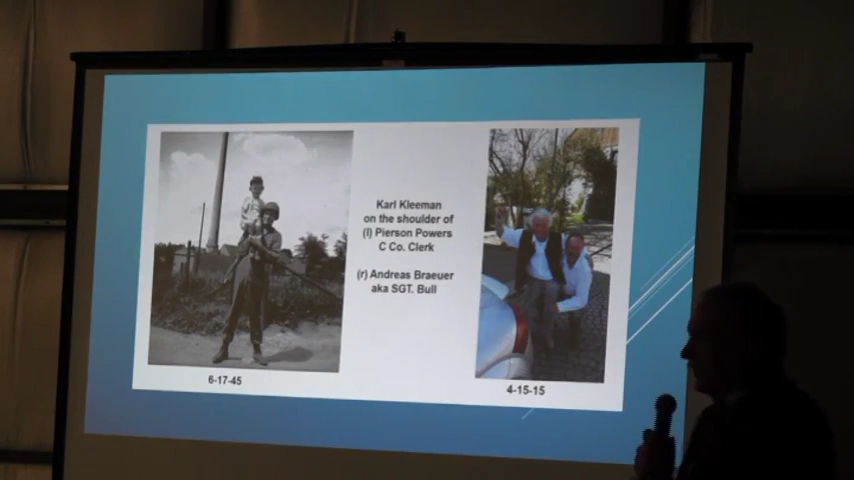 Karl Kleeman
on the shoulder of
(l) Pierson Powers
C Co. Clerk
(r) Andreas Braeuer
aka SGT. Bull
6-17-45
4-15-15